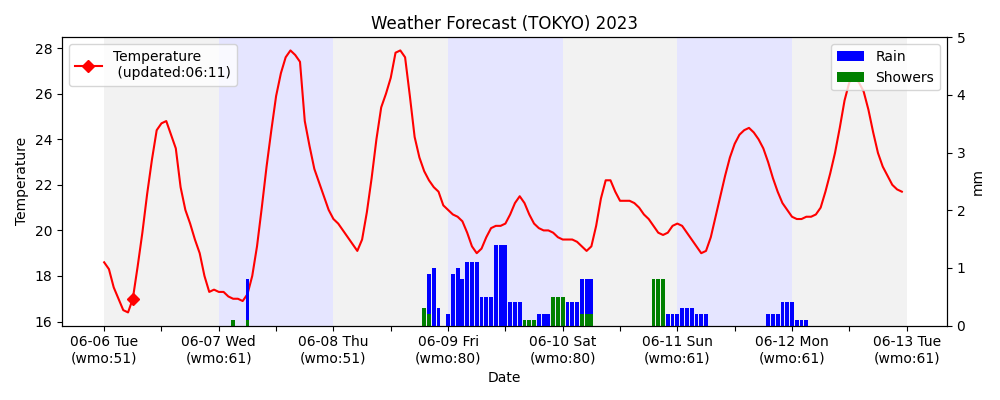 Weather Forecast (TOKYO) 2023
Temperature
(updated:06:11)
Rain
Showers
28
26
24
22
20
18
16
Temperature
5
4
3
2
1
0
mm
06-06 Tue 06-07 Wed 06-08 Thu 06-09 Fri 06-10 Sat 06-11 Sun 06-12 Mon 06-13 Tue
(wmo:51) (wmo:61) (wmo:51) (wmo:80) (wmo:80) (wmo:61) (wmo:61) (wmo:61)
Date